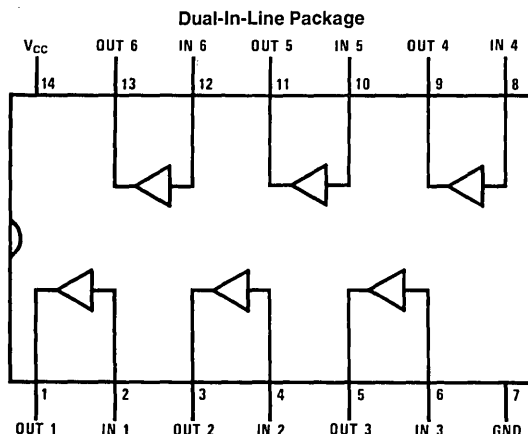 Dual-In-Line Package
VCC OUT 6 IN 6 OUT 5 IN 5 OUT 4 IN 4
14 13 12 11 10 9 8
1 2 3 4 5 6 7
OUT 1 IN 1 OUT 2 IN 2 OUT 3 IN 3 GND